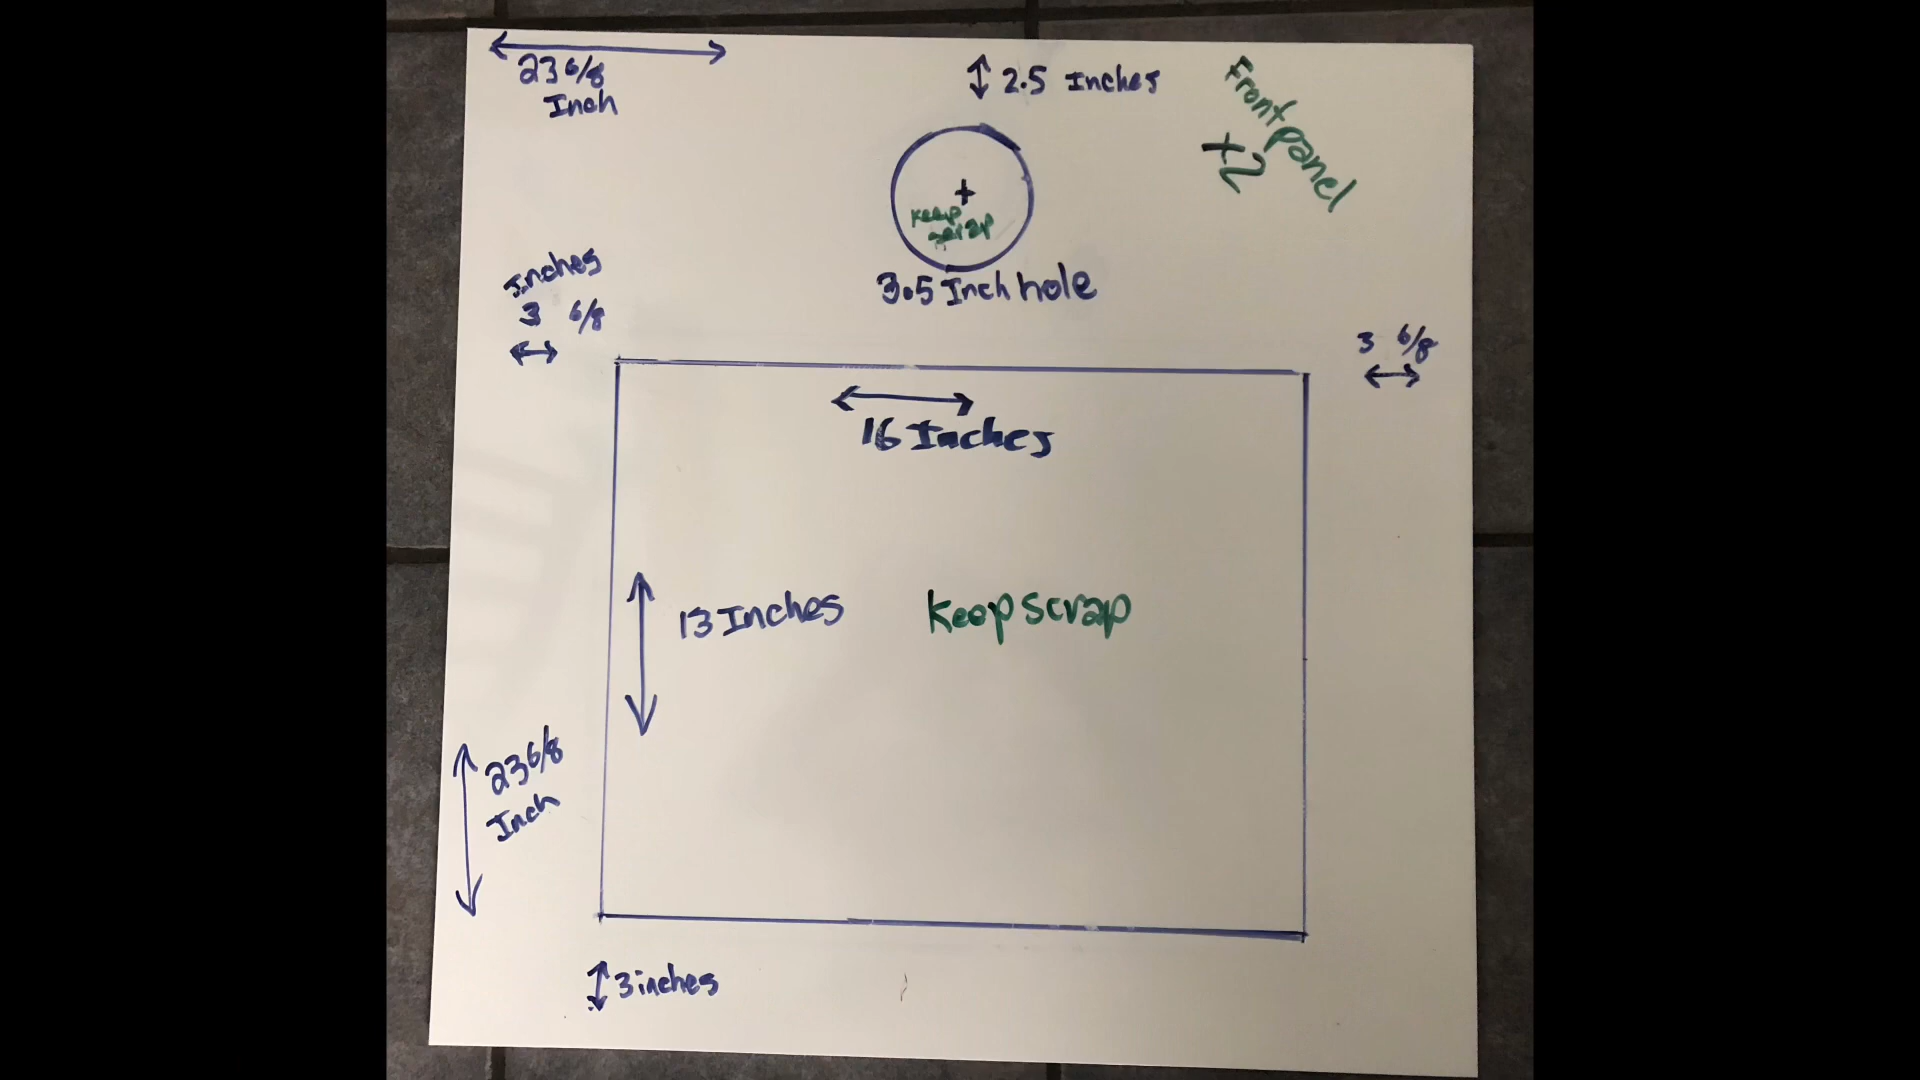 23 6/8
Inch
2.5 Inches
Front panel
x2
keep
scrap
3.5 Inch hole
Inches
3 6/8
3 6/8
16 Inches
13 Inches
Keep scrap
23 6/8
Inch
3 inches